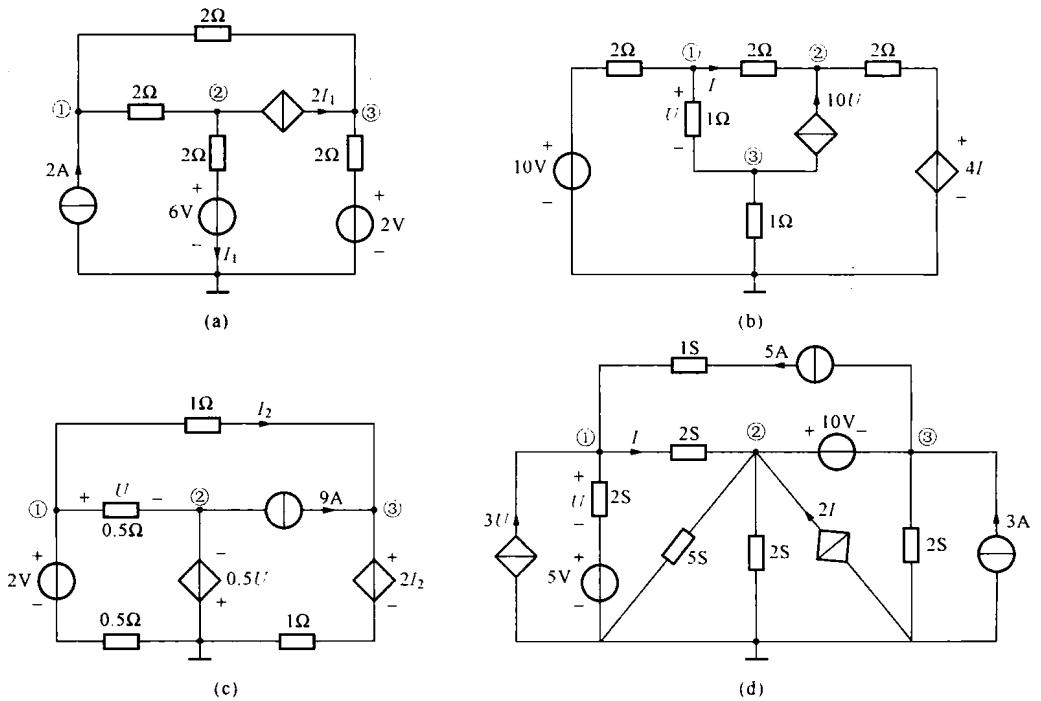 2Ω
① 2Ω ② 2I₁ ③
2A 2Ω 2Ω
+ +
6V 2V
− I₁ −
(a)
2Ω ① 2Ω ② 2Ω
I
+ U − 1Ω 10U
③
+ 10V − 1Ω + 4I −
(b)
1Ω I₂
① + U − ② 9A ③
0.5Ω
+ 2V − − 0.5U + + 2I₂ −
0.5Ω 1Ω
(c)
1S 5A
① I 2S ② + 10V − ③
3U + U − 2S 5S 2S 2I 2S 3A
+ 5V −
(d)